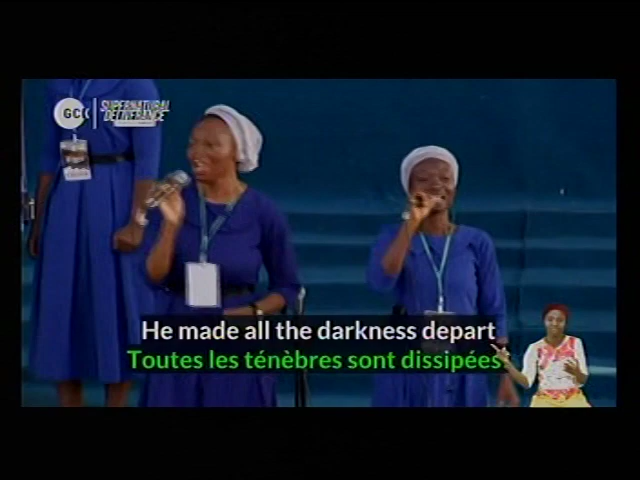 GCK
SUPERNATURAL
DELIVERANCE
He made all the darkness depart
Toutes les ténèbres sont dissipées